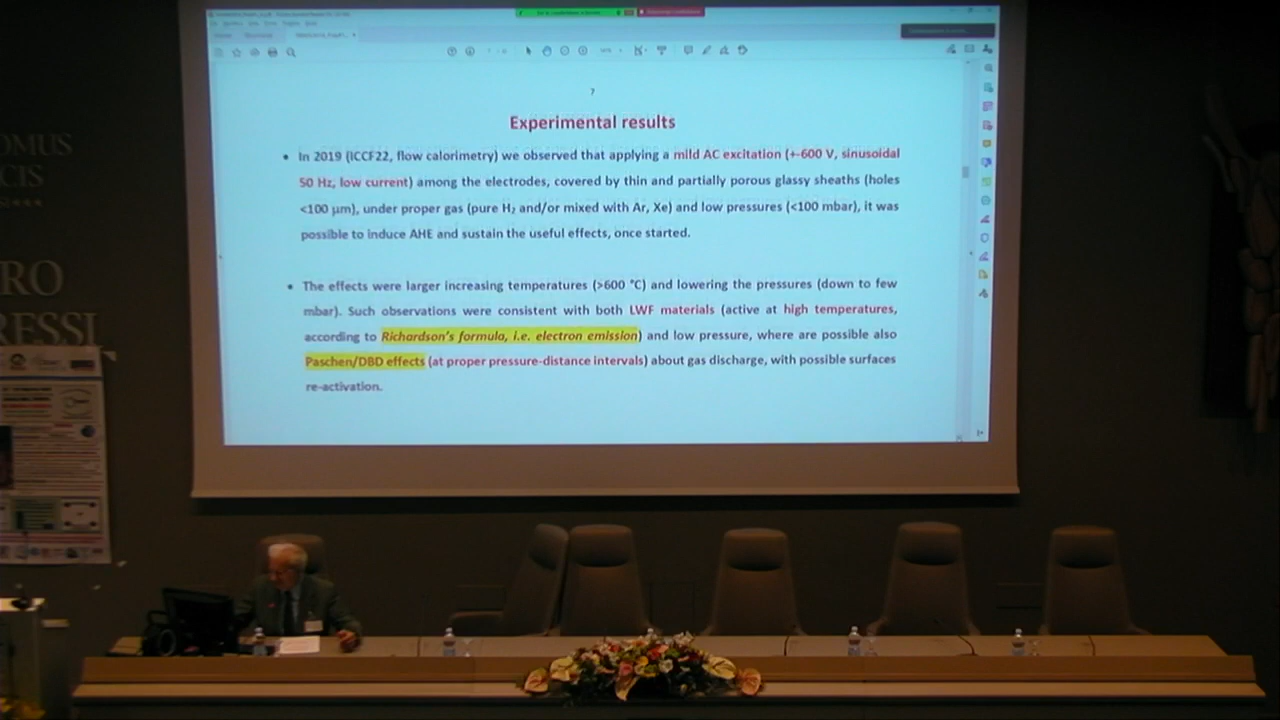 7
Experimental results
• In 2019 (ICCF22, flow calorimetry) we observed that applying a mild AC excitation (+-600 V, sinusoidal
50 Hz, low current) among the electrodes, covered by thin and partially porous glassy sheaths (holes
<100 µm), under proper gas (pure H₂ and/or mixed with Ar, Xe) and low pressures (<100 mbar), it was
possible to induce AHE and sustain the useful effects, once started.
• The effects were larger increasing temperatures (>600 °C) and lowering the pressures (down to few
mbar). Such observations were consistent with both LWF materials (active at high temperatures,
according to Richardson's formula, i.e. electron emission) and low pressure, where are possible also
Paschen/DBD effects (at proper pressure-distance intervals) about gas discharge, with possible surfaces
re-activation.
OMUS
CIS
RO
RESSI